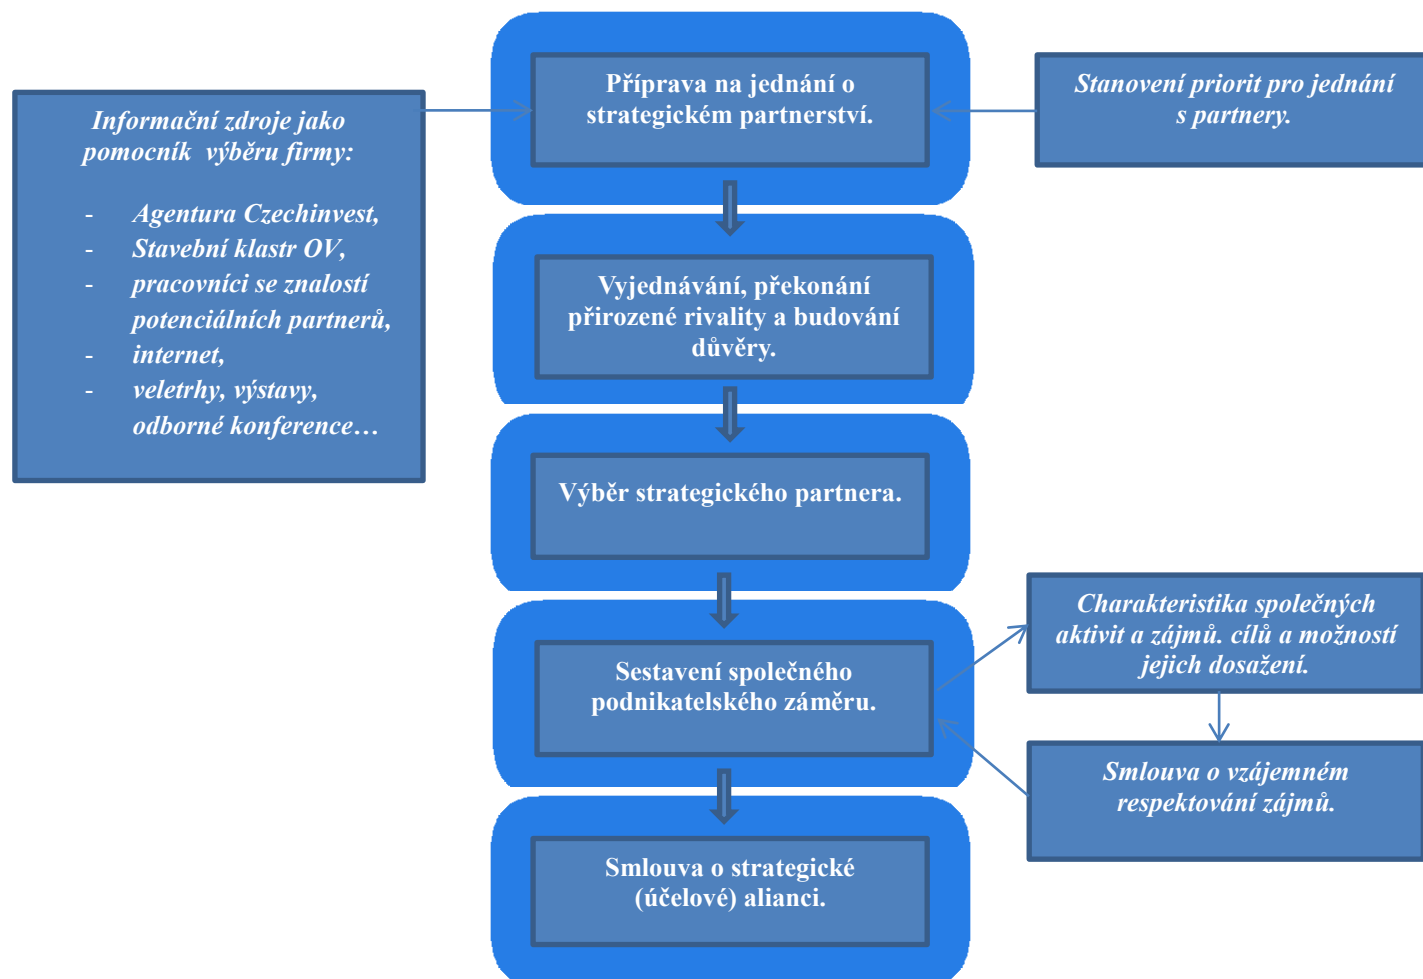 Příprava na jednání o
strategickém partnerství.
Stanovení priorit pro jednání
s partnery.
Informační zdroje jako
pomocník výběru firmy:
- Agentura Czechinvest,
- Stavební klastr OV,
- pracovníci se znalostí
potenciálních partnerů,
- internet,
- veletrhy, výstavy,
odborné konference…
Vyjednávání, překonání
přirozené rivality a budování
důvěry.
Výběr strategického partnera.
Sestavení společného
podnikatelského záměru.
Charakteristika společných
aktivit a zájmů. cílů a možností
jejich dosažení.
Smlouva o vzájemném
respektování zájmů.
Smlouva o strategické
(účelové) alianci.